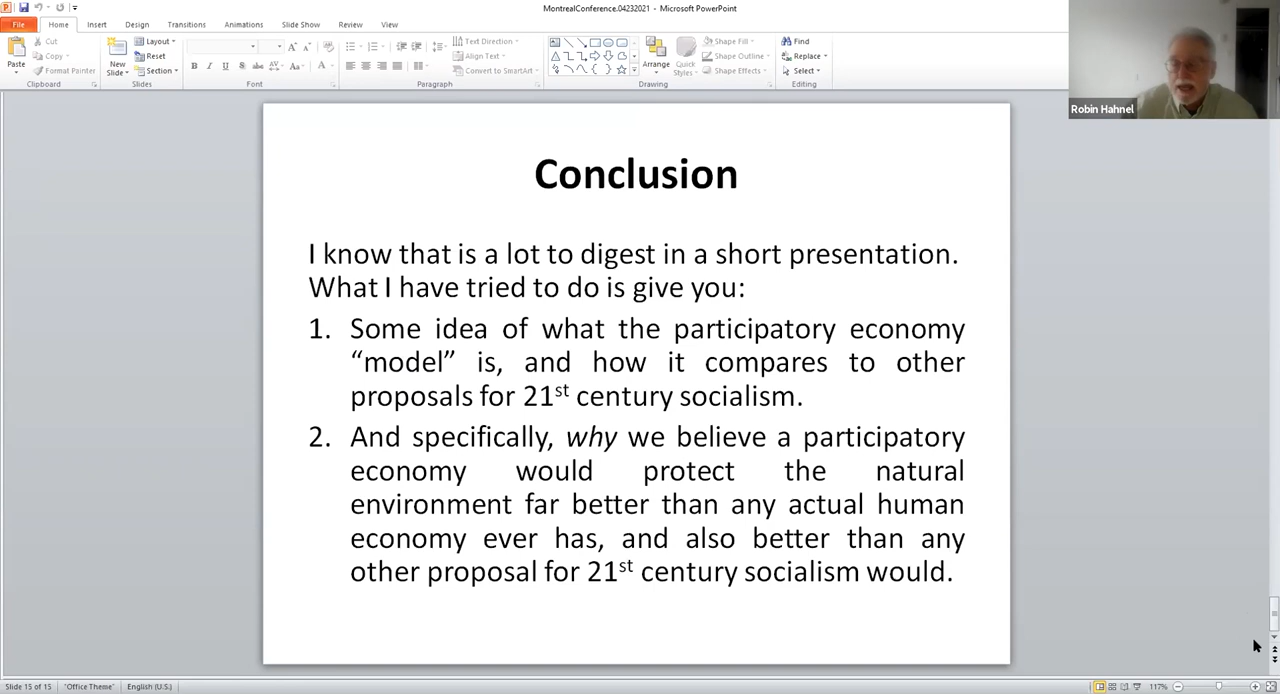 MontrealConference.04232021 - Microsoft PowerPoint
File Home Insert Design Transitions Animations Slide Show Review View
Paste
Cut
Copy
Format Painter
Clipboard
New
Slide
Layout
Reset
Section
Slides
B I U S abc AV Aa A
Font
Text Direction
Align Text
Convert to SmartArt
Paragraph
Arrange
Quick
Styles
Shape Fill
Shape Outline
Shape Effects
Drawing
Find
Replace
Select
Editing
Robin Hahnel
Conclusion
I know that is a lot to digest in a short presentation.
What I have tried to do is give you:
1. Some idea of what the participatory economy
“model” is, and how it compares to other
proposals for 21st century socialism.
2. And specifically, why we believe a participatory
economy would protect the natural
environment far better than any actual human
economy ever has, and also better than any
other proposal for 21st century socialism would.
Slide 15 of 15 "Office Theme" English (U.S.) 117%